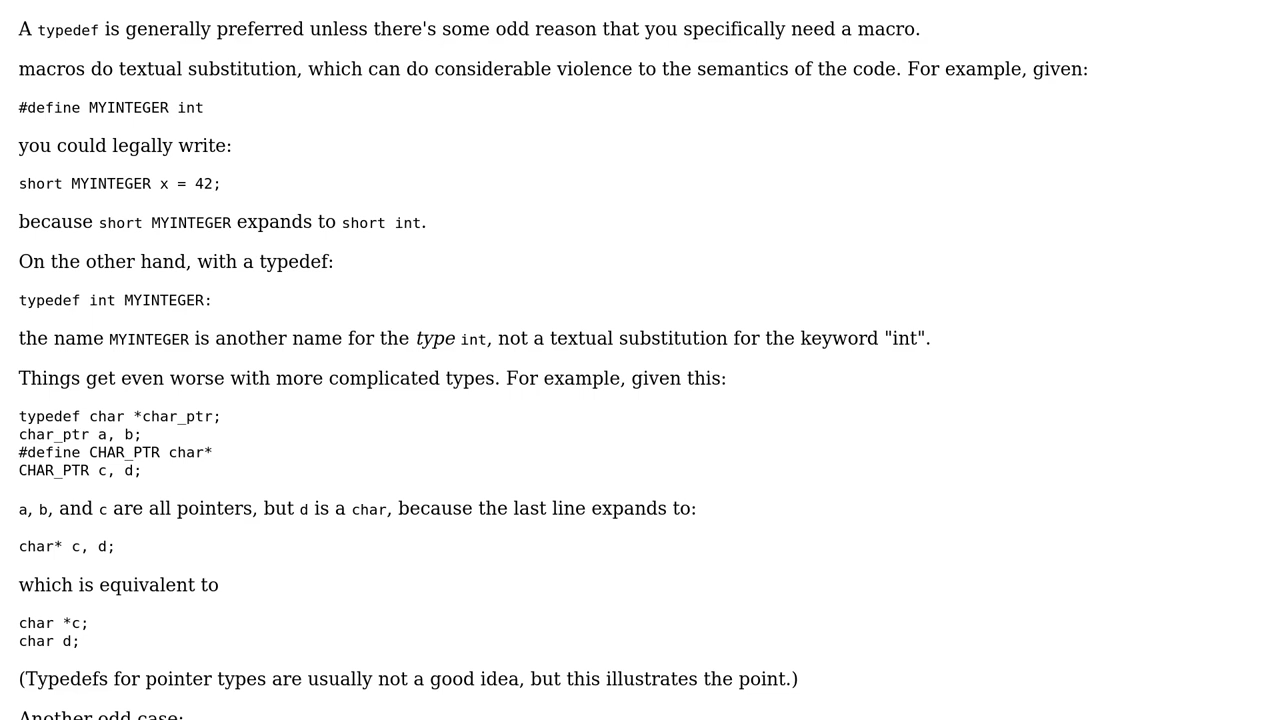 A typedef is generally preferred unless there's some odd reason that you specifically need a macro.
macros do textual substitution, which can do considerable violence to the semantics of the code. For example, given:
#define MYINTEGER int
you could legally write:
short MYINTEGER x = 42;
because short MYINTEGER expands to short int.
On the other hand, with a typedef:
typedef int MYINTEGER:
the name MYINTEGER is another name for the type int, not a textual substitution for the keyword "int".
Things get even worse with more complicated types. For example, given this:
typedef char *char_ptr;
char_ptr a, b;
#define CHAR_PTR char*
CHAR_PTR c, d;
a, b, and c are all pointers, but d is a char, because the last line expands to:
char* c, d;
which is equivalent to
char *c;
char d;
(Typedefs for pointer types are usually not a good idea, but this illustrates the point.)
Another odd case: